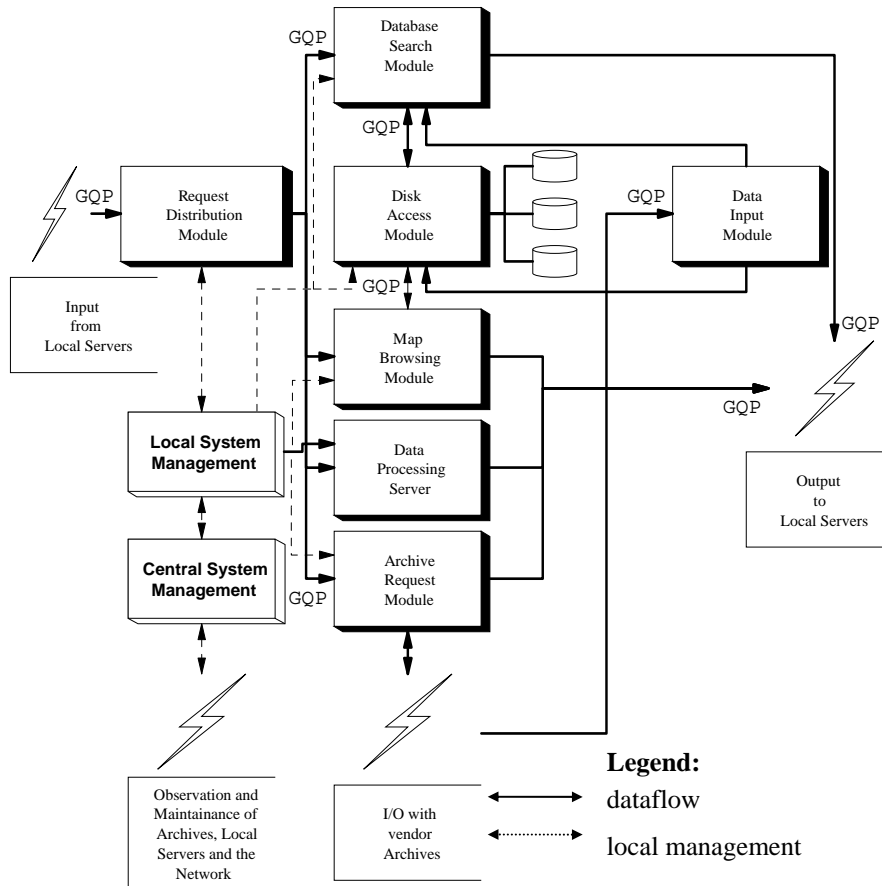 GQP
Database
Search
Module
GQP
GQP
Request
Distribution
Module
Disk
Access
Module
GQP
Data
Input
Module
GQP
Input
from
Local Servers
Map
Browsing
Module
GQP
GQP
Local System
Management
Data
Processing
Server
Output
to
Local Servers
Central System
Management
Archive
Request
Module
GQP
Observation and
Maintainance of
Archives, Local
Servers and the
Network
I/O with
vendor
Archives
Legend:
dataflow
local management